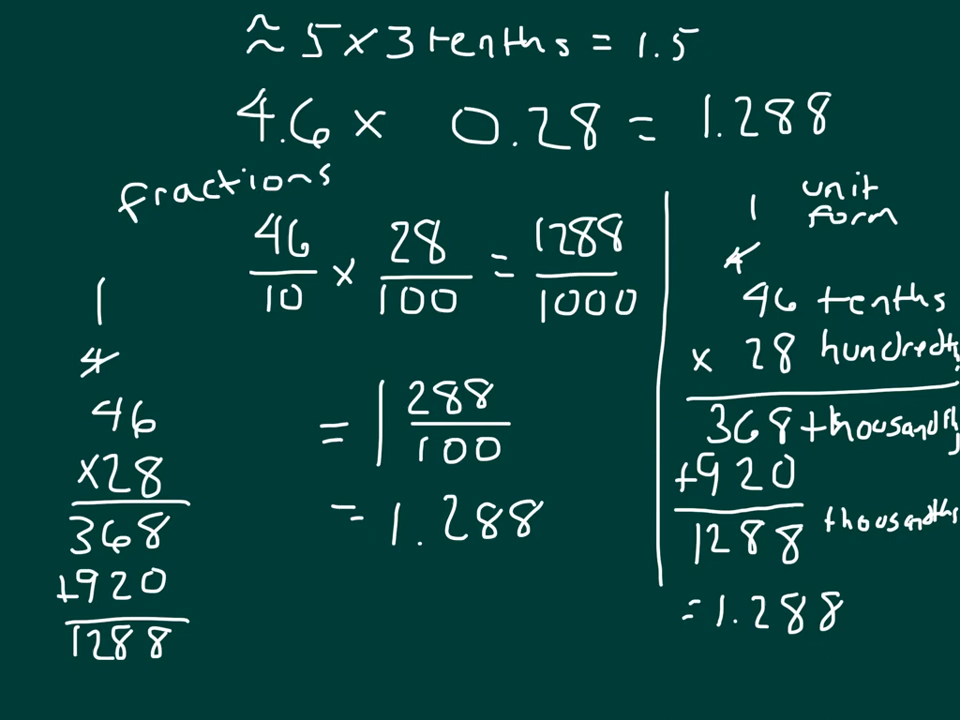 ≈ 5 x 3 tenths = 1.5
4.6 x 0.28 = 1.288
fractions
46/10 x 28/100 = 1288/1000
= 1 288/100
= 1.288
1
4
46
x28
368
+920
1288
unit
form
1
4
46 tenths
x 28 hundredths
368 thousandths
+920
1288 thousandths
= 1.288